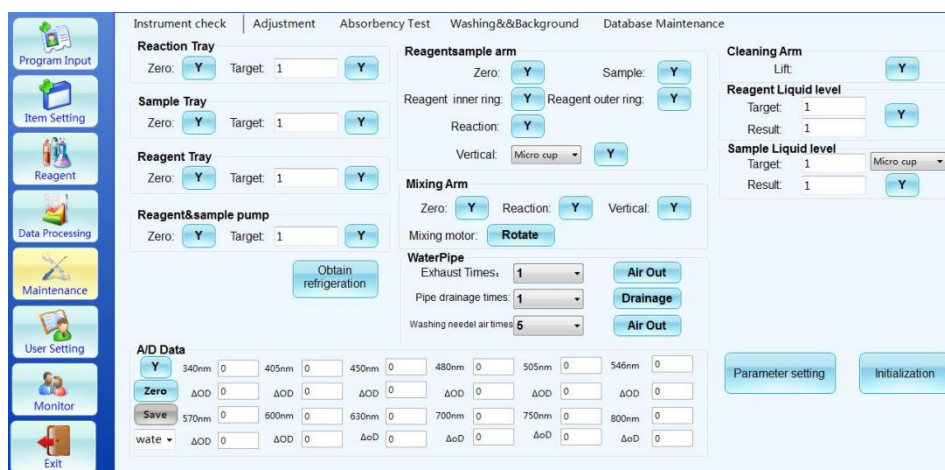 Program Input
Item Setting
Reagent
Data Processing
Maintenance
User Setting
Monitor
Exit
Instrument check Adjustment Absorbency Test Washing&&Background Database Maintenance
Reaction Tray
Zero: Y Target: 1 Y
Sample Tray
Zero: Y Target: 1 Y
Reagent Tray
Zero: Y Target: 1 Y
Reagent&sample pump
Zero: Y Target: 1 Y
Obtain
refrigeration
Reagentsample arm
Zero: Y Sample: Y
Reagent inner ring: Y Reagent outer ring: Y
Reaction: Y
Vertical: Micro cup Y
Mixing Arm
Zero: Y Reaction: Y Vertical: Y
Mixing motor: Rotate
WaterPipe
Exhaust Times: 1 Air Out
Pipe drainage times: 1 Drainage
Washing needel air times 5 Air Out
Cleaning Arm
Lift: Y
Reagent Liquid level
Target: 1 Y
Result: 1
Sample Liquid level
Target: 1 Micro cup
Result: 1 Y
A/D Data
Y 340nm 0 405nm 0 450nm 0 480nm 0 505nm 0 546nm 0
Zero ΔOD 0 ΔOD 0 ΔOD 0 ΔOD 0 ΔOD 0 ΔOD 0
Save 570nm 0 600nm 0 630nm 0 700nm 0 750nm 0 800nm 0
wate ΔOD 0 ΔOD 0 ΔoD 0 ΔoD 0 ΔoD 0 ΔoD 0
Parameter setting Initialization